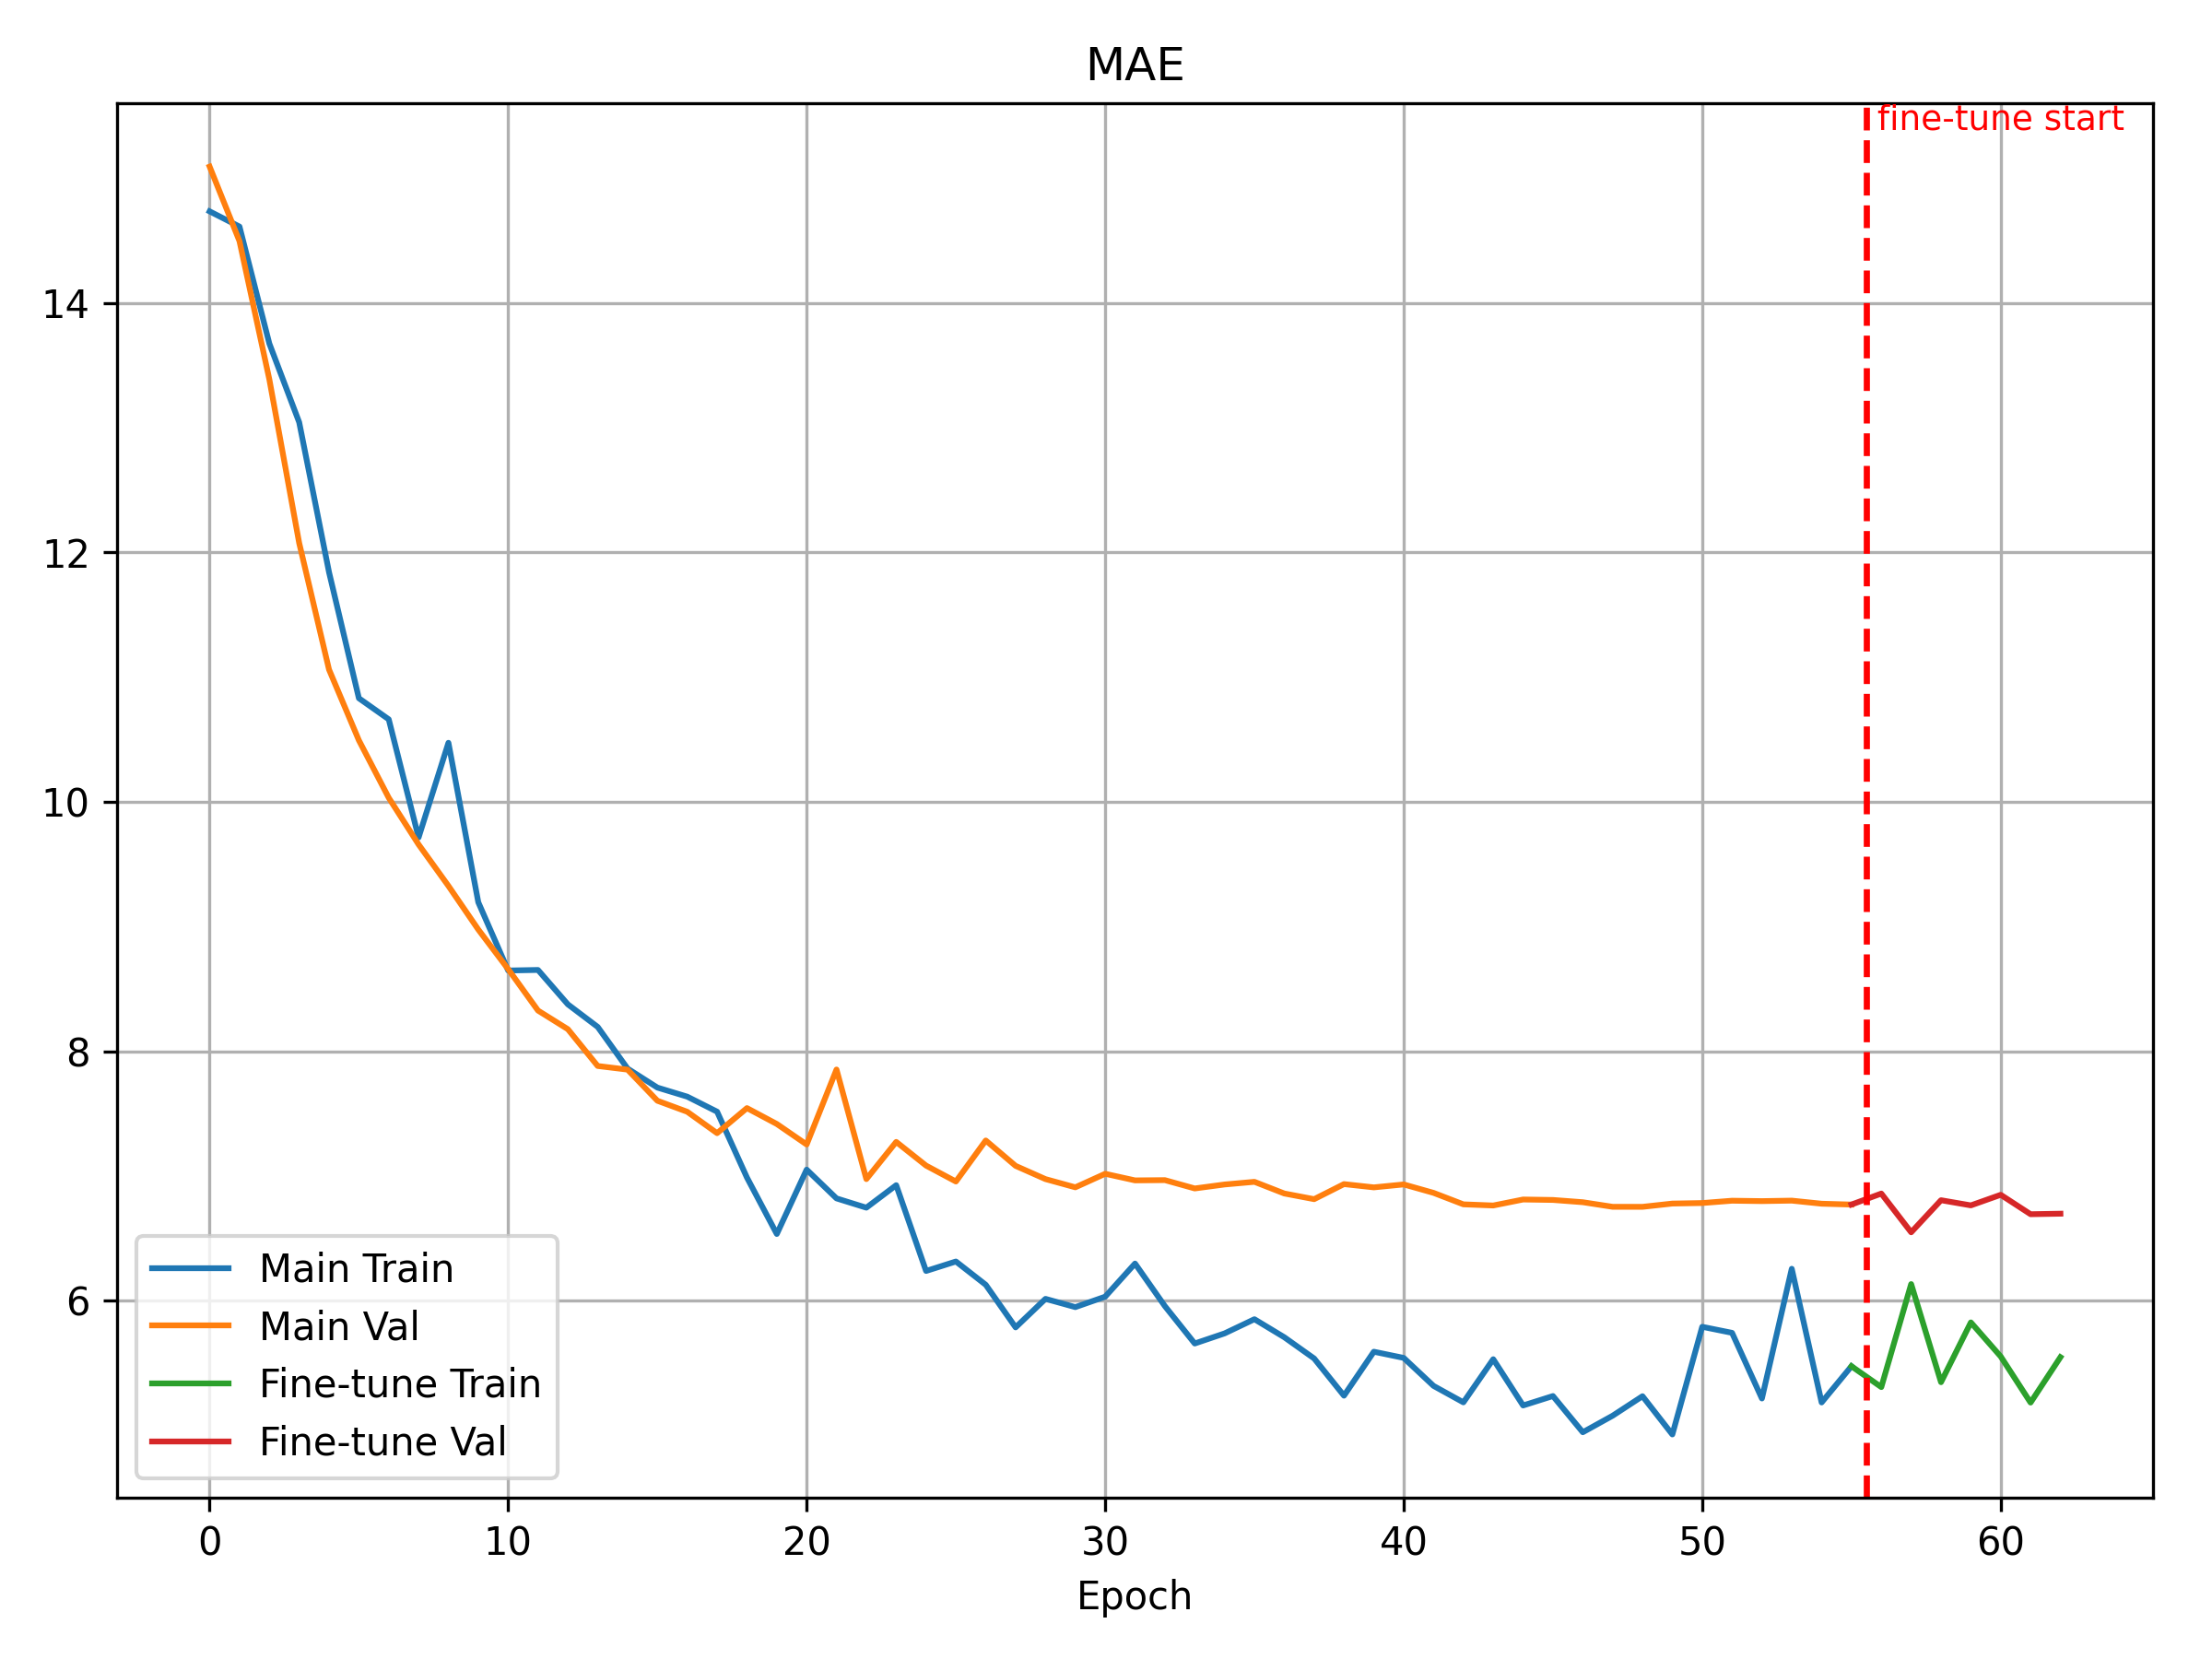 MAE
fine-tune start
14
12
10
8
6
Main Train
Main Val
Fine-tune Train
Fine-tune Val
0 10 20 30 40 50 60
Epoch